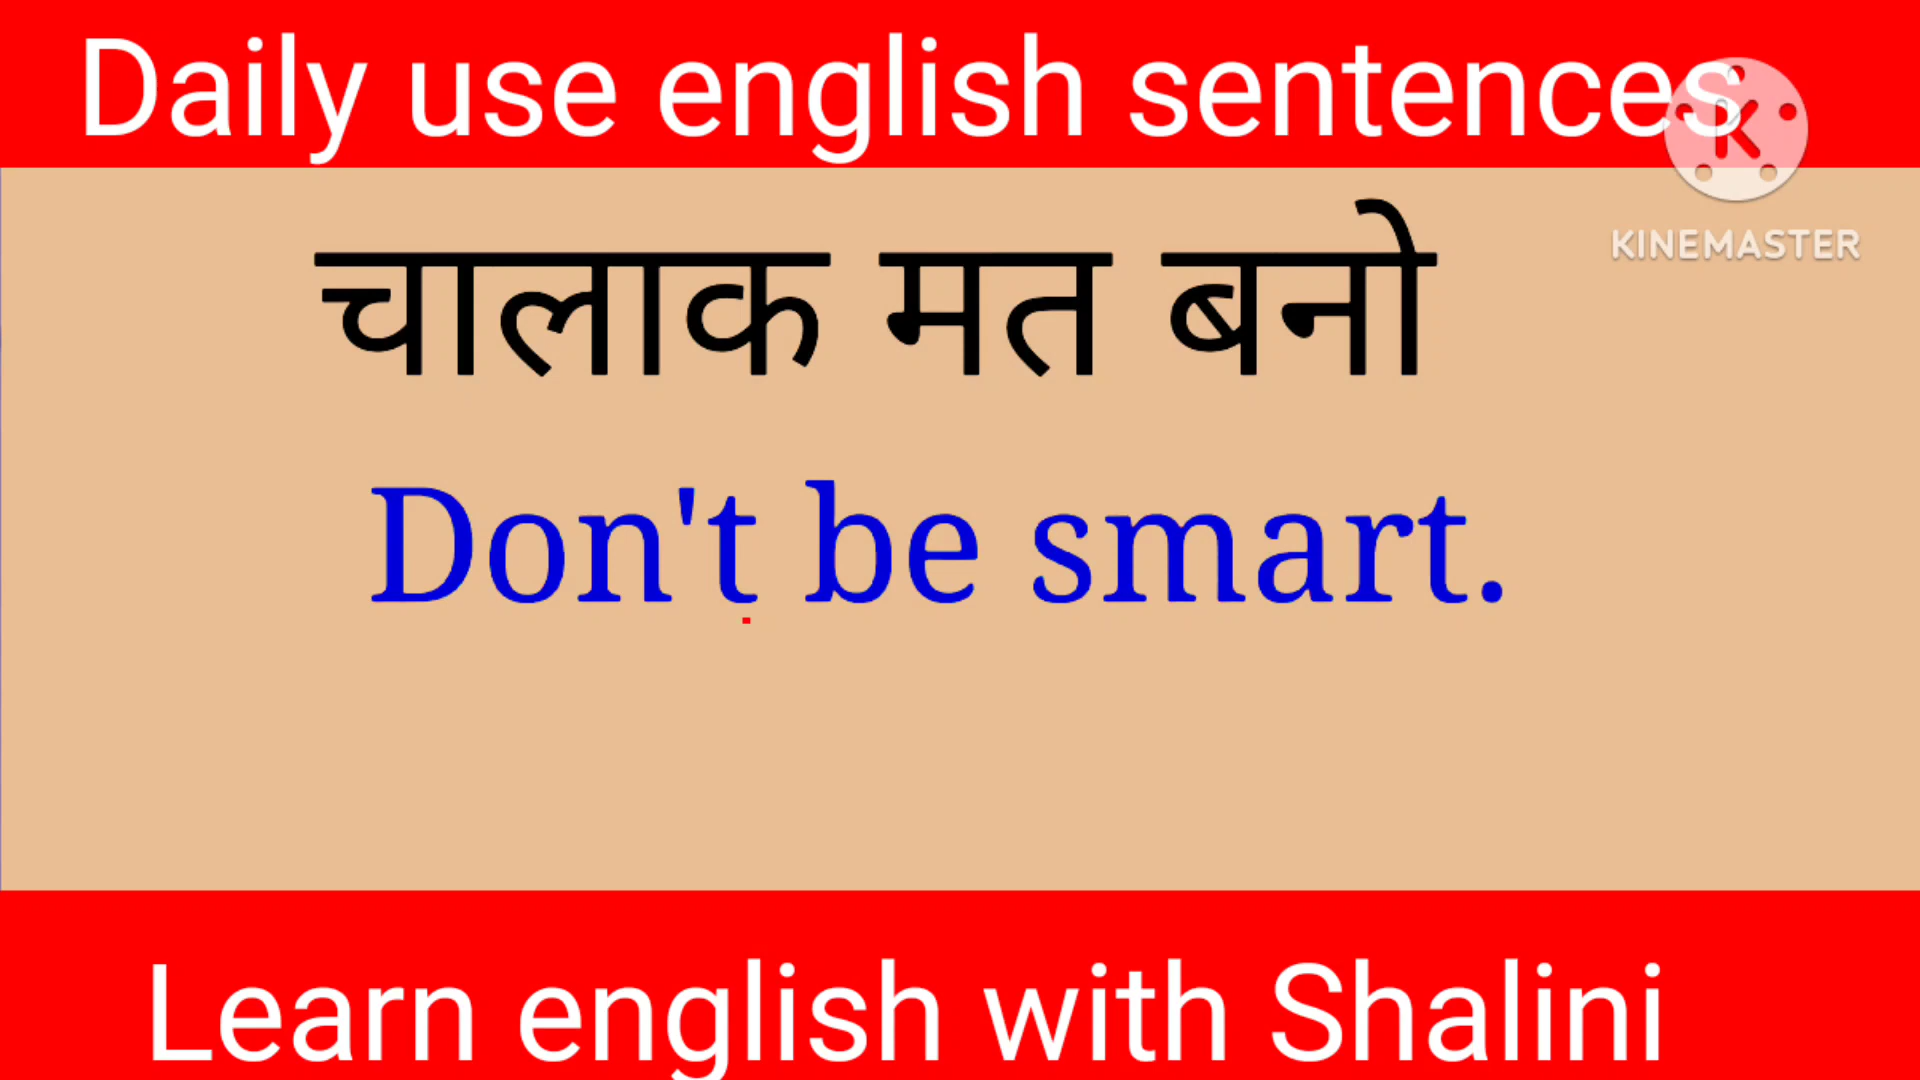 Daily use english sentences
KINEMASTER
चालाक मत बनो
Don't be smart.
Learn english with Shalini